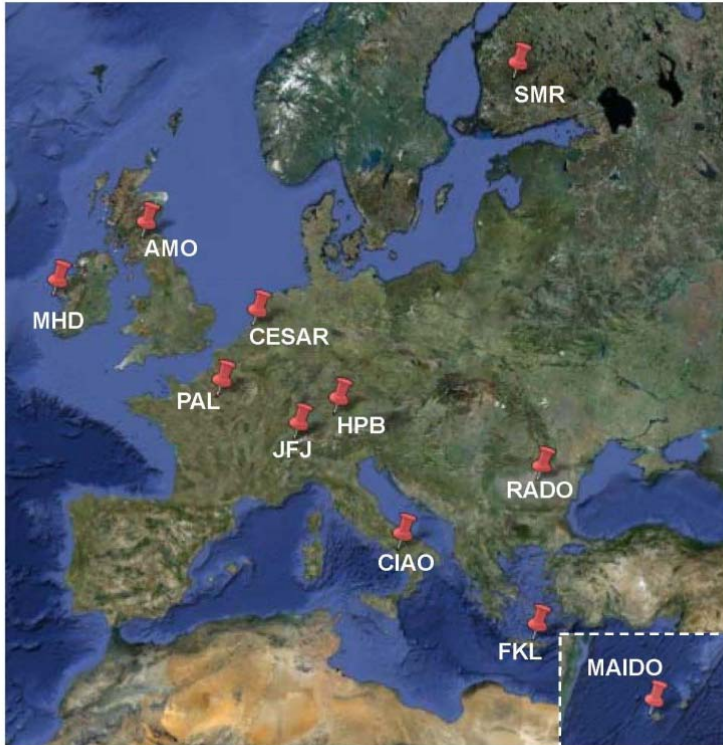 SMR
AMO
MHD
CESAR
PAL
HPB
JFJ
RADO
CIAO
FKL
MAIDO